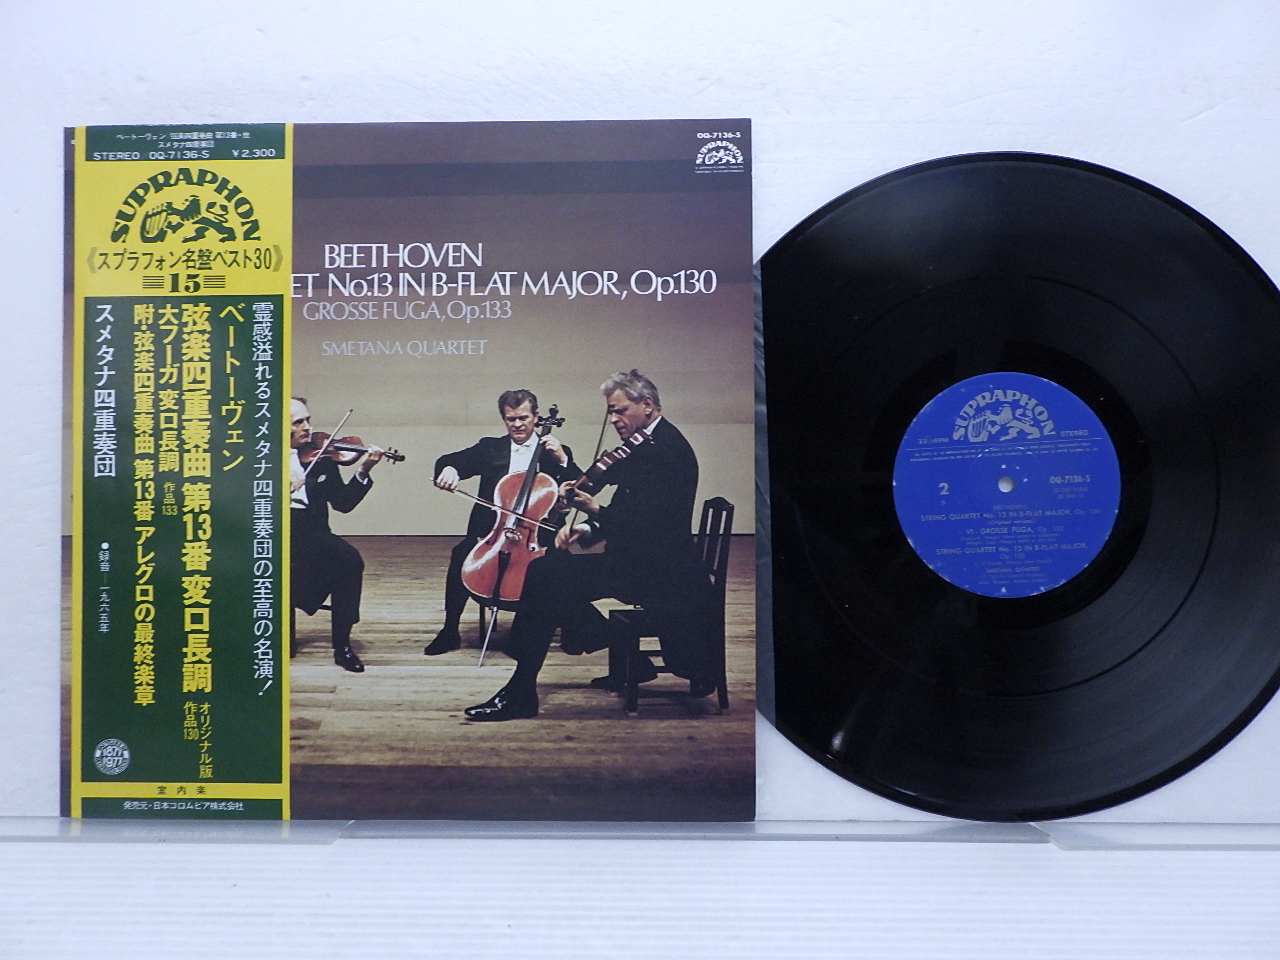 ベートーヴェン 弦楽四重奏曲 第13番・他
スメタナ四重奏団
STEREO OQ-7136-S ￥2,300
SUPRAPHON
《スプラフォン名盤ベスト30》
15
霊感溢れるスメタナ四重奏団の至高の名演!
ベートーヴェン
弦楽四重奏曲 第13番 変ロ長調 作品130 オリジナル版
大フーガ 変ロ長調 作品133
附・弦楽四重奏曲 第13番 アレグロの最終楽章
スメタナ四重奏団
●録音―一九六五年
1877
1977
室内楽
発売元・日本コロムビア株式会社
OQ-7136-S
SUPRAPHON
BEETHOVEN
ET No.13 IN B-FLAT MAJOR, Op.130
GROSSE FUGA, Op.133
SMETANA QUARTET
SUPRAPHON
STEREO
2
OQ-7136-S
BEETHOVEN
STRING QUARTET No. 13 IN B-FLAT MAJOR, Op. 130
(Original version)
VI - GROSSE FUGA, Op. 133
STRING QUARTET No. 13 IN B-FLAT MAJOR,
Op. 130
SMETANA QUARTET